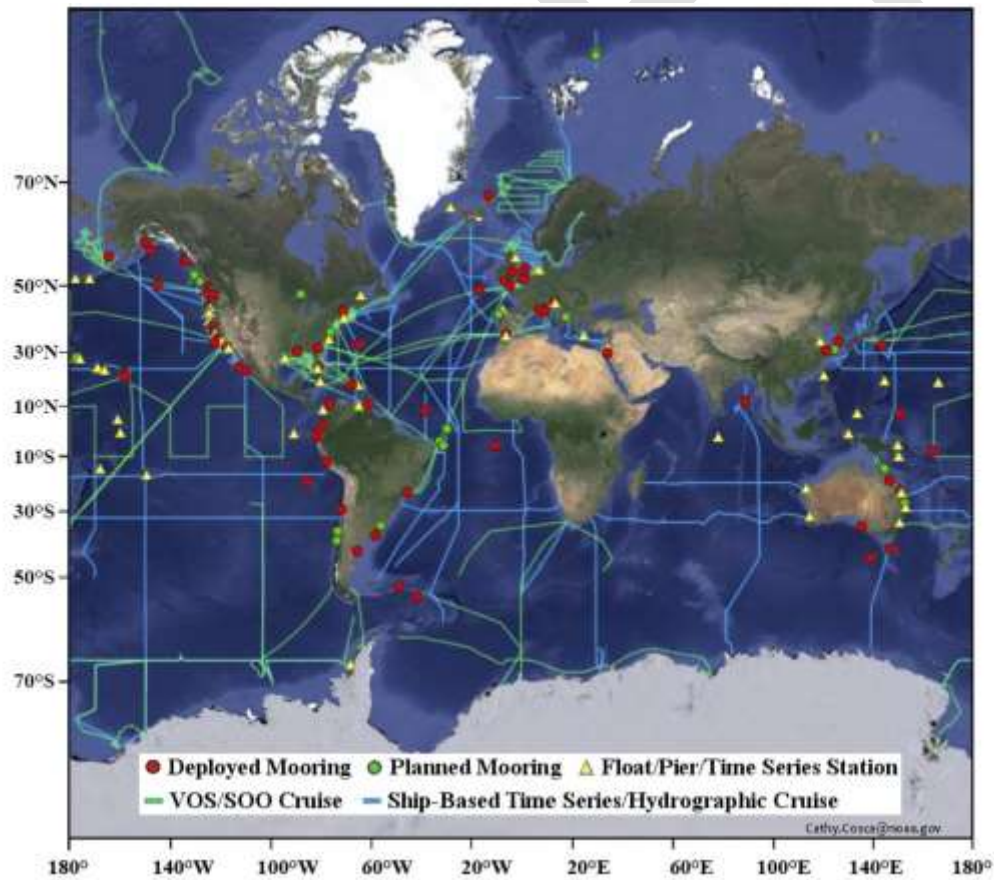 70°N
50°N
30°N
10°N
10°S
30°S
50°S
70°S
Deployed Mooring Planned Mooring Float/Pier/Time Series Station
VOS/SOO Cruise Ship-Based Time Series/Hydrographic Cruise
Cathy.Cosca@noaa.gov
180° 140°W 100°W 60°W 20°W 20°E 60°E 100°E 140°E 180°